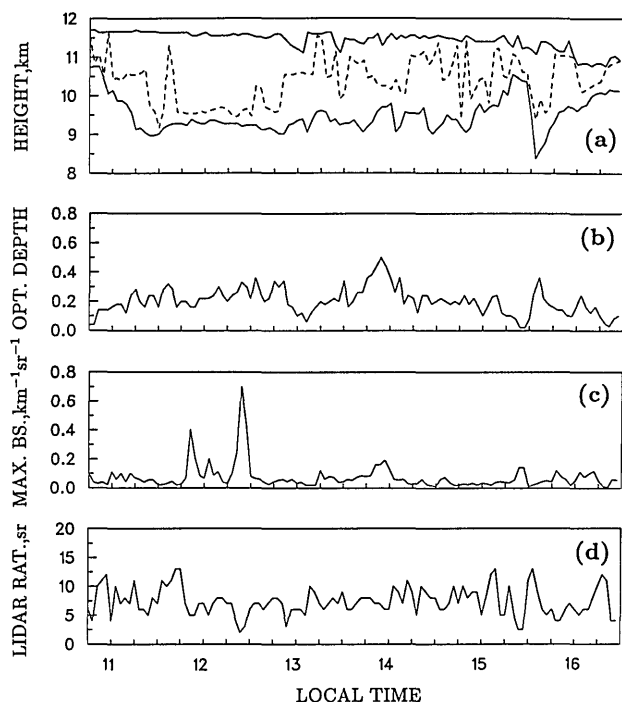 HEIGHT,km
12
11
10
9
8
(a)
OPT. DEPTH
0.8
0.6
0.4
0.2
0.0
(b)
MAX. BS.,km⁻¹sr⁻¹
0.8
0.6
0.4
0.2
0.0
(c)
LIDAR RAT.,sr
20
15
10
5
0
(d)
11 12 13 14 15 16
LOCAL TIME